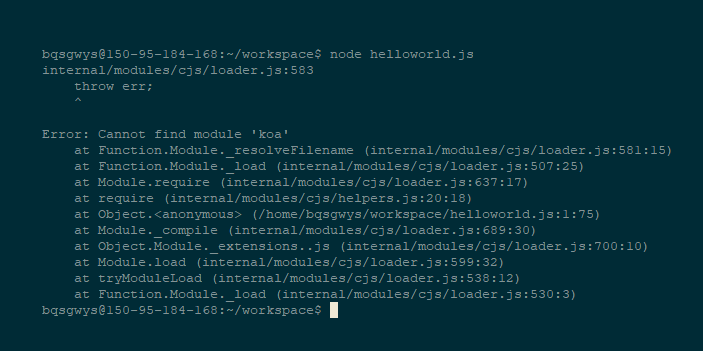 bqsgwys@150-95-184-168:~/workspace$ node helloworld.js
internal/modules/cjs/loader.js:583
    throw err;
    ^

Error: Cannot find module 'koa'
    at Function.Module._resolveFilename (internal/modules/cjs/loader.js:581:15)
    at Function.Module._load (internal/modules/cjs/loader.js:507:25)
    at Module.require (internal/modules/cjs/loader.js:637:17)
    at require (internal/modules/cjs/helpers.js:20:18)
    at Object.<anonymous> (/home/bqsgwys/workspace/helloworld.js:1:75)
    at Module._compile (internal/modules/cjs/loader.js:689:30)
    at Object.Module._extensions..js (internal/modules/cjs/loader.js:700:10)
    at Module.load (internal/modules/cjs/loader.js:599:32)
    at tryModuleLoad (internal/modules/cjs/loader.js:538:12)
    at Function.Module._load (internal/modules/cjs/loader.js:530:3)
bqsgwys@150-95-184-168:~/workspace$